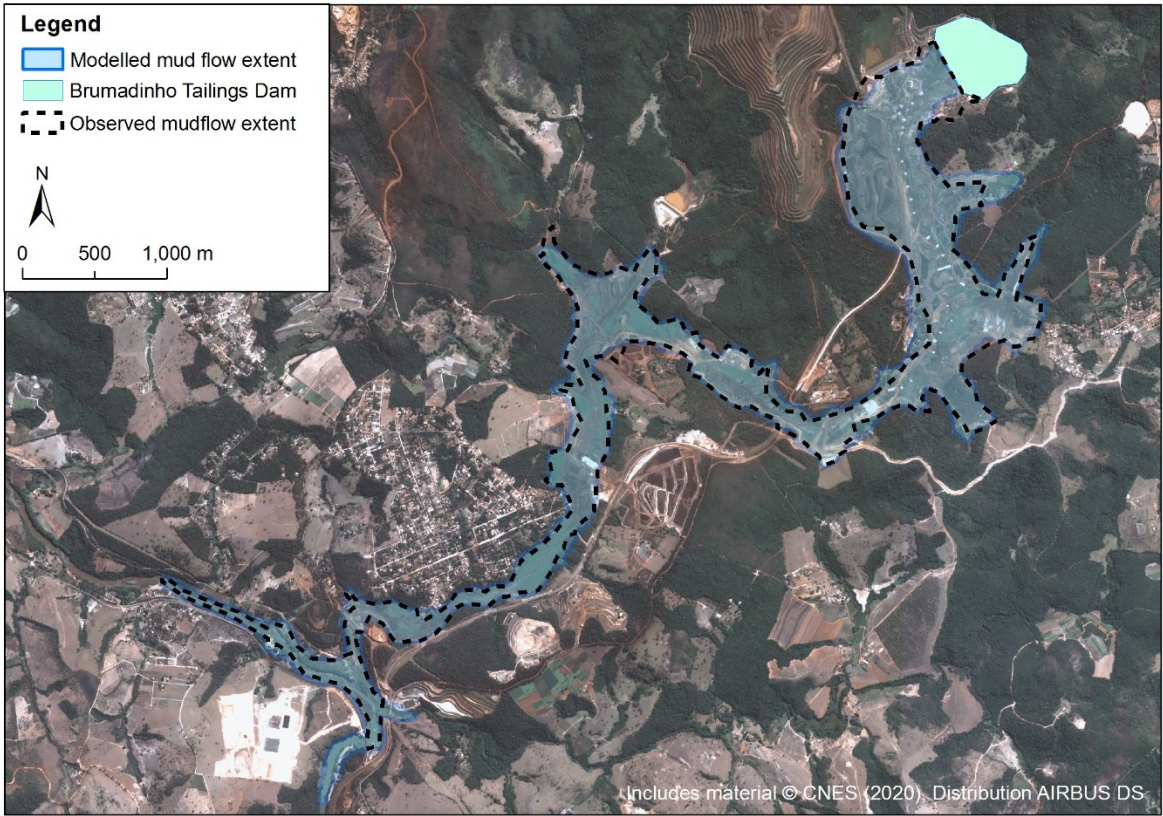 Legend
Modelled mud flow extent
Brumadinho Tailings Dam
Observed mudflow extent
N
0 500 1,000 m
Includes material © CNES (2020), Distribution AIRBUS DS